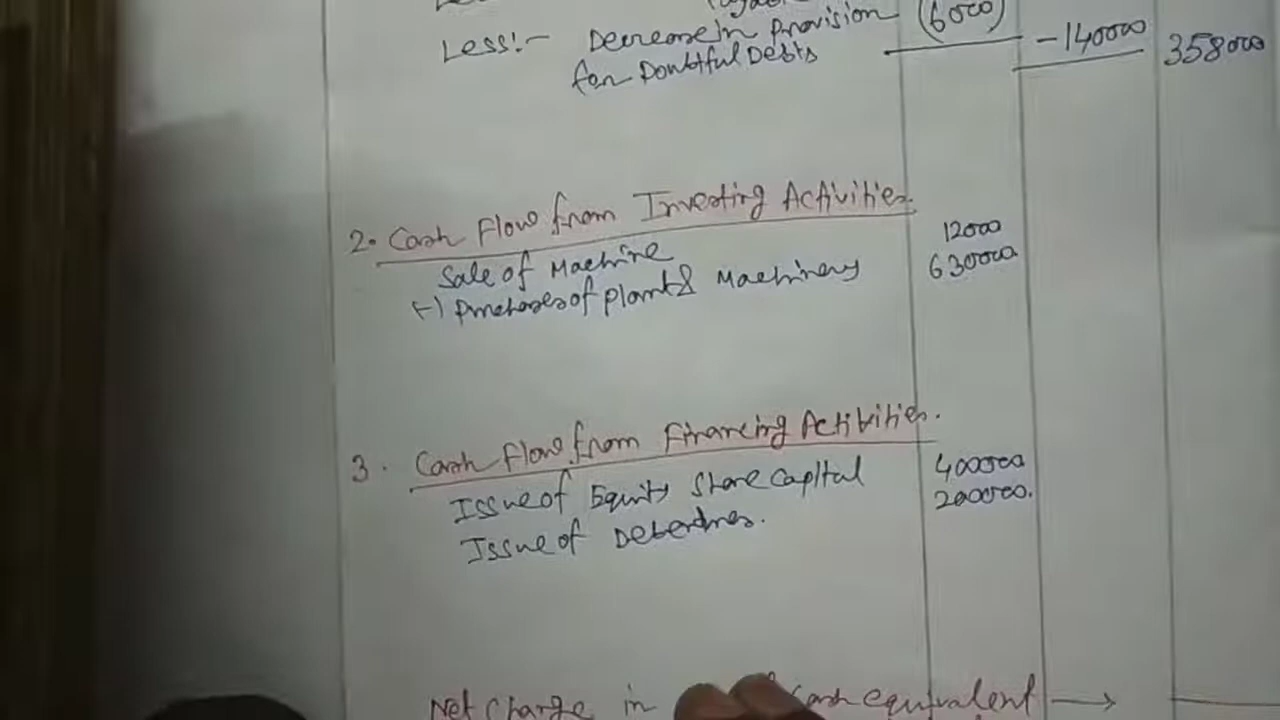 (6000)
Less:- Decrease in Provision
for Doubtful Debts
-140000
358000
2. Cash Flow from Investing Activities.
Sale of Machine 12000
(-) Purchases of plant & Machinery 630000
3. Cash flow from Financing Activities.
Issue of Equity Share Capital 400000
Issue of Debentures. 200000.
Net Change in Cash equivalent →